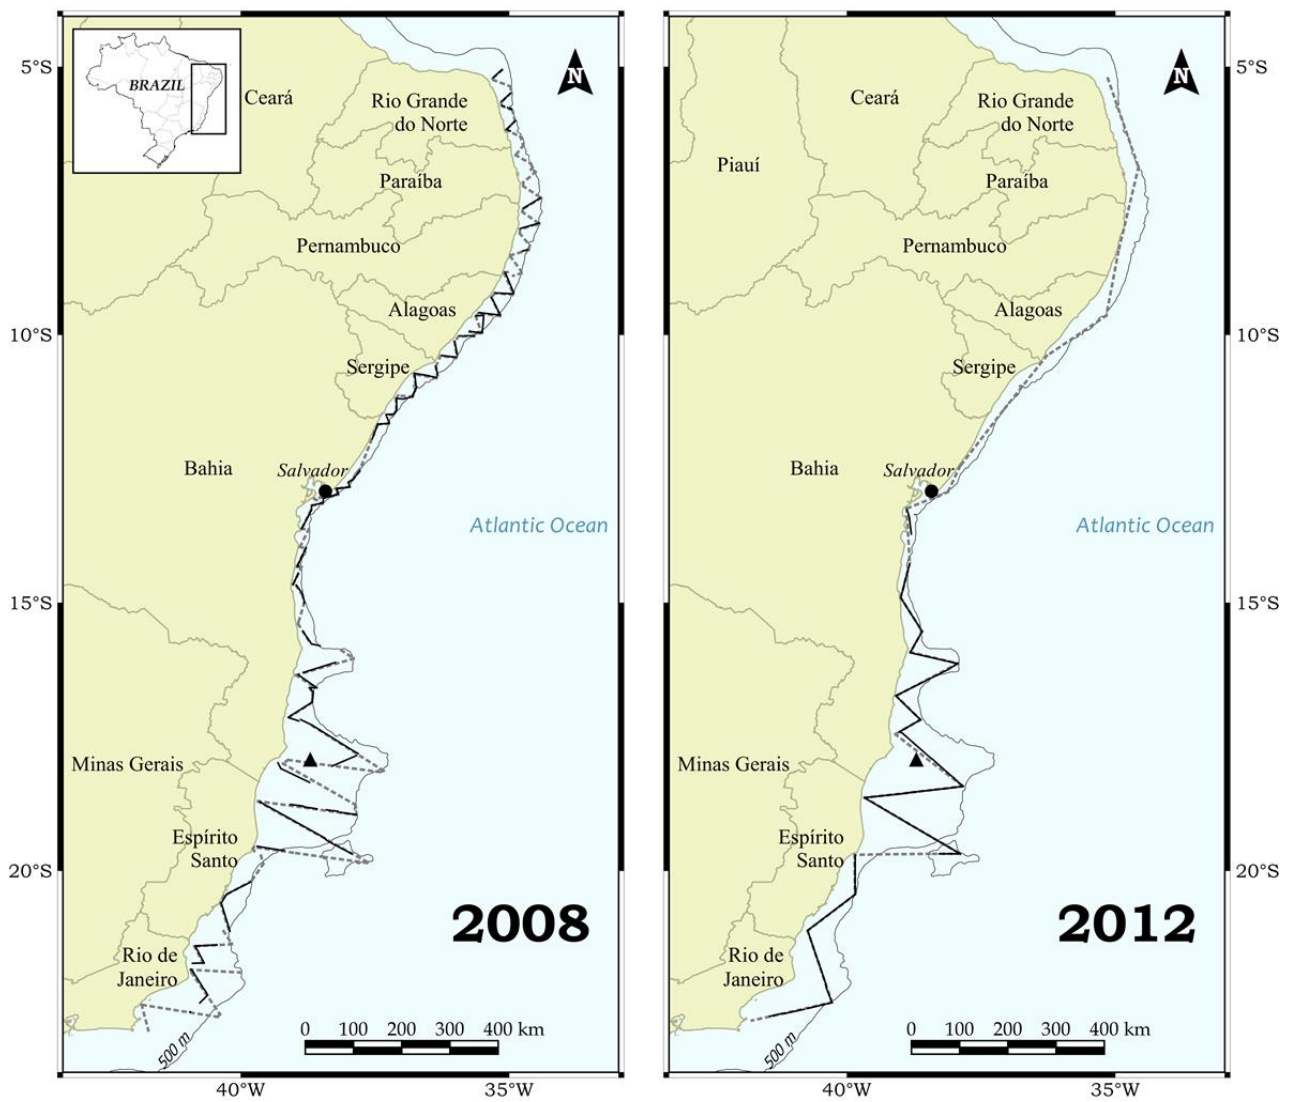 BRAZIL
5°S
Ceará
Rio Grande
do Norte
Paraíba
Pernambuco
Alagoas
10°S
Sergipe
Bahia
Salvador
Atlantic Ocean
15°S
Minas Gerais
Espírito
Santo
20°S
2008
Rio de
Janeiro
0 100 200 300 400 km
500 m
40°W
35°W
N
N
5°S
Ceará
Rio Grande
do Norte
Piauí
Paraíba
Pernambuco
Alagoas
10°S
Sergipe
Bahia
Salvador
Atlantic Ocean
15°S
Minas Gerais
Espírito
Santo
20°S
2012
Rio de
Janeiro
0 100 200 300 400 km
500 m
40°W
35°W